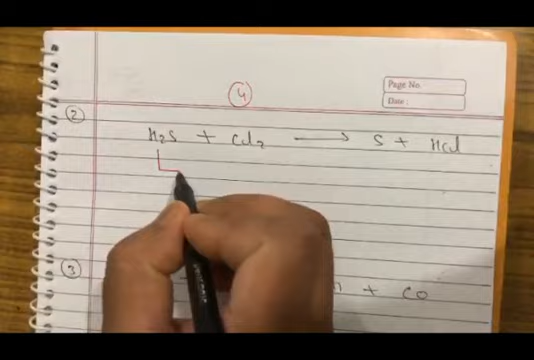 4
Page No.
Date :
2 H2S + Cl2 → S + HCl
3 + CO